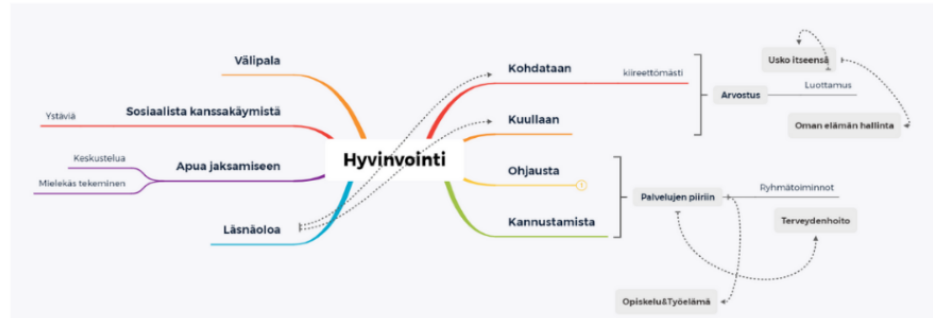 Hyvinvointi
Välipala
Sosiaalista kanssakäymistä
Ystäviä
Apua jaksamiseen
Keskustelua
Mielekäs tekeminen
Läsnäoloa
Kohdataan
kiireettömästi
Kuullaan
Arvostus
Luottamus
Usko itseensä
Oman elämän hallinta
Ohjausta
1
Kannustamista
Palvelujen piiriin
Ryhmätoiminnot
Terveydenhoito
Opiskelu&Työelämä